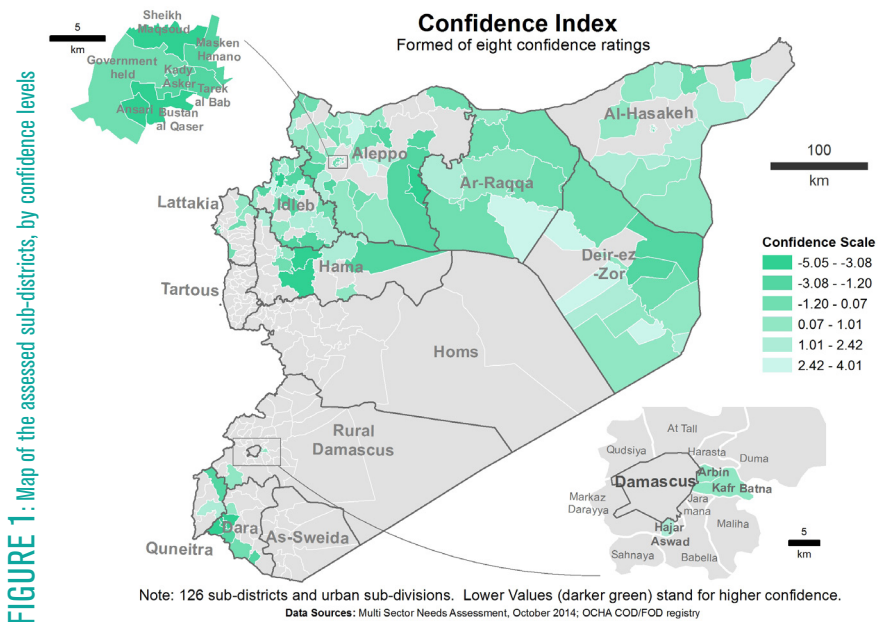 FIGURE 1: Map of the assessed sub-districts, by confidence levels
Confidence Index
Formed of eight confidence ratings
5
km
Sheikh
Maqsoud
Masken
Hanano
Government
held
Kady
Asker
Tarek
al Bab
Ansari
Bustan
al Qaser
Al-Hasakeh
Aleppo
Ar-Raqqa
100
km
Lattakia
Idleb
Hama
Deir-ez
-Zor
Tartous
Confidence Scale
-5.05 - -3.08
-3.08 - -1.20
-1.20 - 0.07
0.07 - 1.01
1.01 - 2.42
2.42 - 4.01
Homs
Rural
Damascus
Dara
As-Sweida
Quneitra
At Tall
Qudsiya
Harasta
Duma
Arbin
Damascus
Kafr Batna
Markaz
Darayya
Jara
mana
Maliha
Hajar
Aswad
Sahnaya
Babella
5
km
Note: 126 sub-districts and urban sub-divisions. Lower Values (darker green) stand for higher confidence.
Data Sources: Multi Sector Needs Assessment, October 2014; OCHA COD/FOD registry